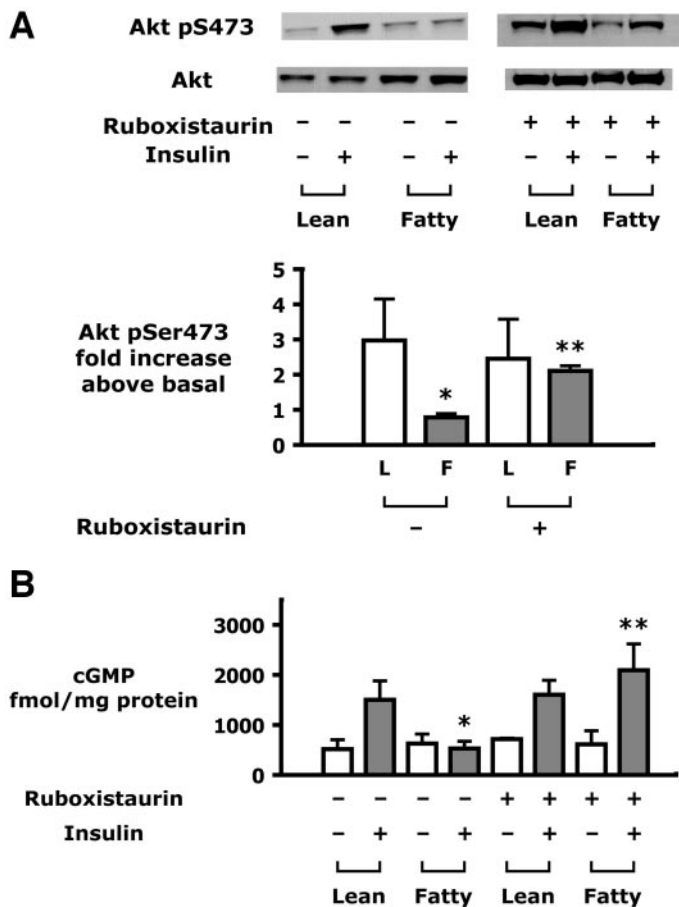 A
Akt pS473
Akt
Ruboxistaurin – – – – + + + +
Insulin – + – + – + – +
Lean Fatty Lean Fatty
5
4
3
2
1
0
Akt pSer473
fold increase
above basal
* **
L F L F
Ruboxistaurin – +
B
3000
2000
1000
0
cGMP
fmol/mg protein
* **
Ruboxistaurin – – – – + + + +
Insulin – + – + – + – +
Lean Fatty Lean Fatty